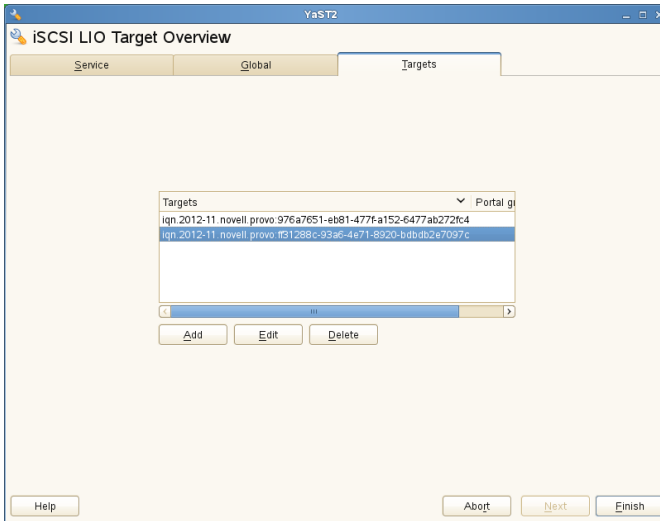 YaST2
iSCSI LIO Target Overview
Service Global Targets
Targets Portal gr
iqn.2012-11.novell.provo:976a7651-eb81-477f-a152-6477ab272fc4
iqn.2012-11.novell.provo:ff31288c-93a6-4e71-8920-bdbdb2e7097c
Add Edit Delete
Help Abort Next Finish